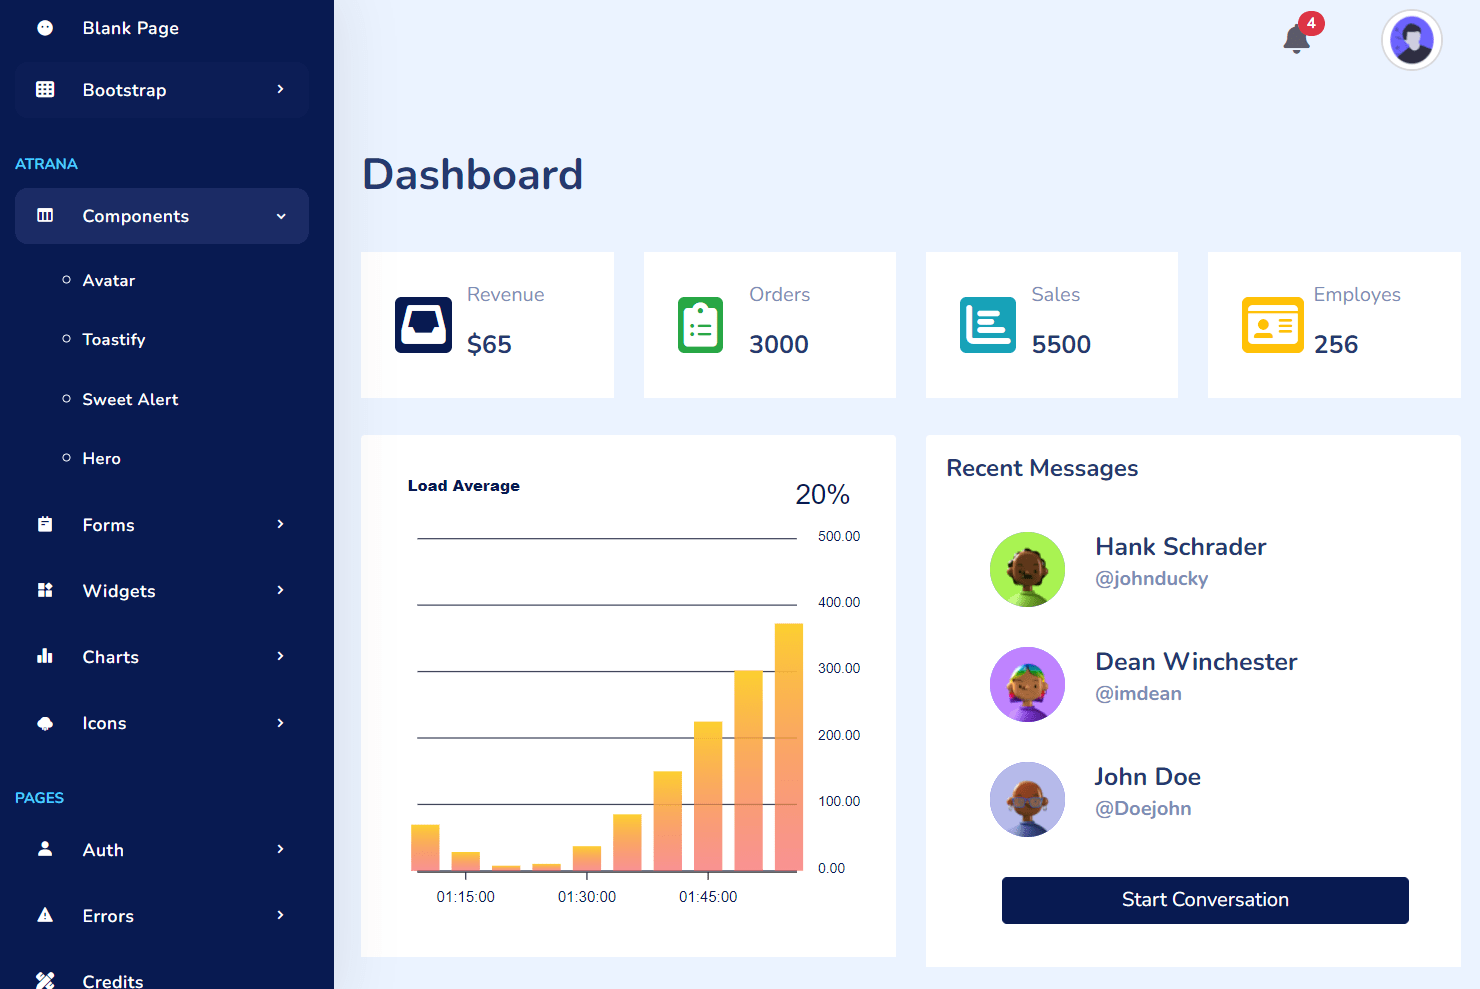 Blank Page
Bootstrap
ATRANA
Components
Avatar
Toastify
Sweet Alert
Hero
Forms
Widgets
Charts
Icons
PAGES
Auth
Errors
Credits
4
Dashboard
Revenue
$65
Orders
3000
Sales
5500
Employes
256
Load Average
20%
500.00
400.00
300.00
200.00
100.00
0.00
01:15:00 01:30:00 01:45:00
Recent Messages
Hank Schrader
@johnducky
Dean Winchester
@imdean
John Doe
@Doejohn
Start Conversation